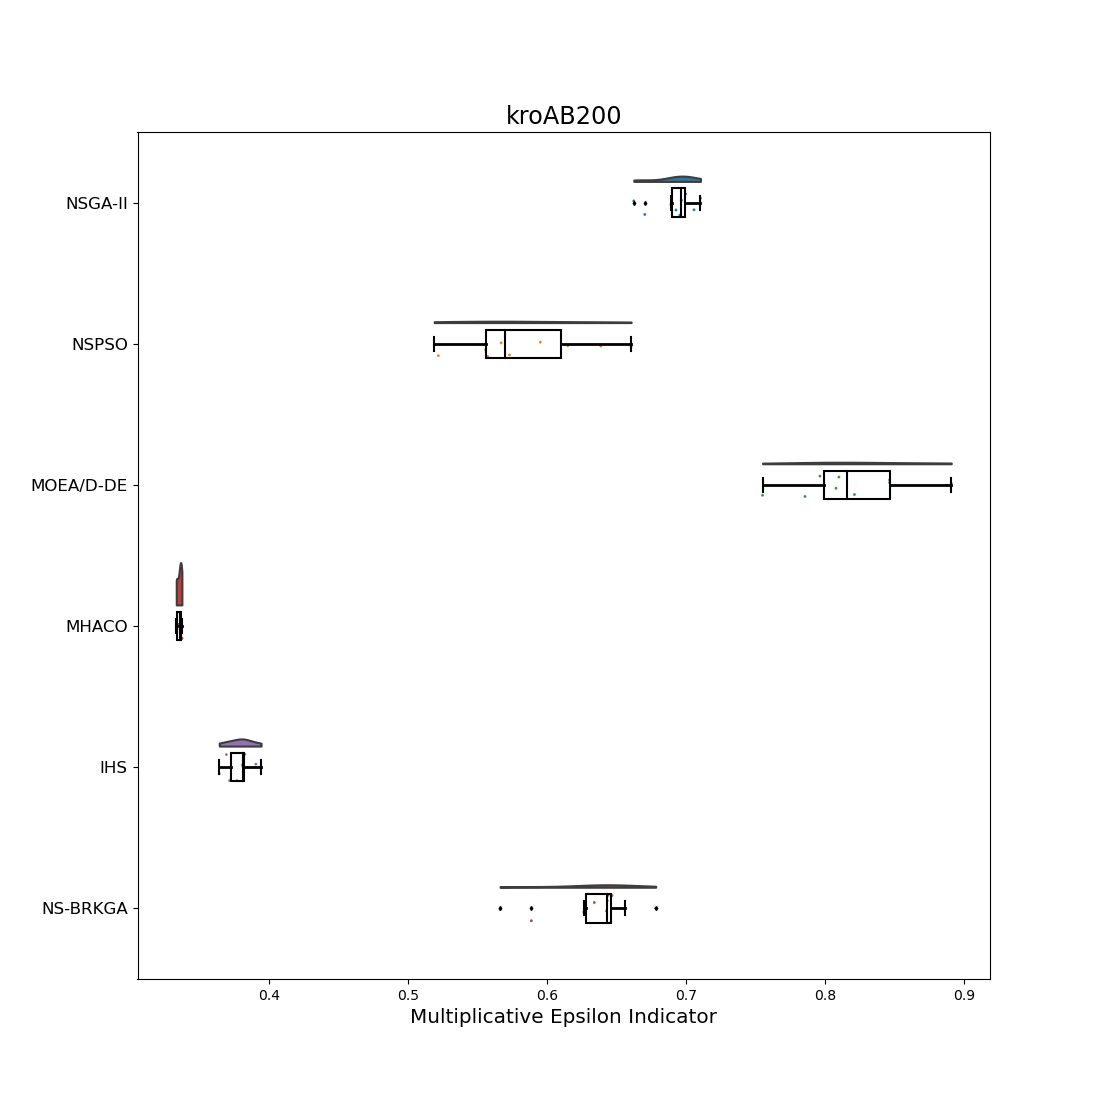 kroAB200
NSGA-II
NSPSO
MOEA/D-DE
MHACO
IHS
NS-BRKGA
0.4 0.5 0.6 0.7 0.8 0.9
Multiplicative Epsilon Indicator